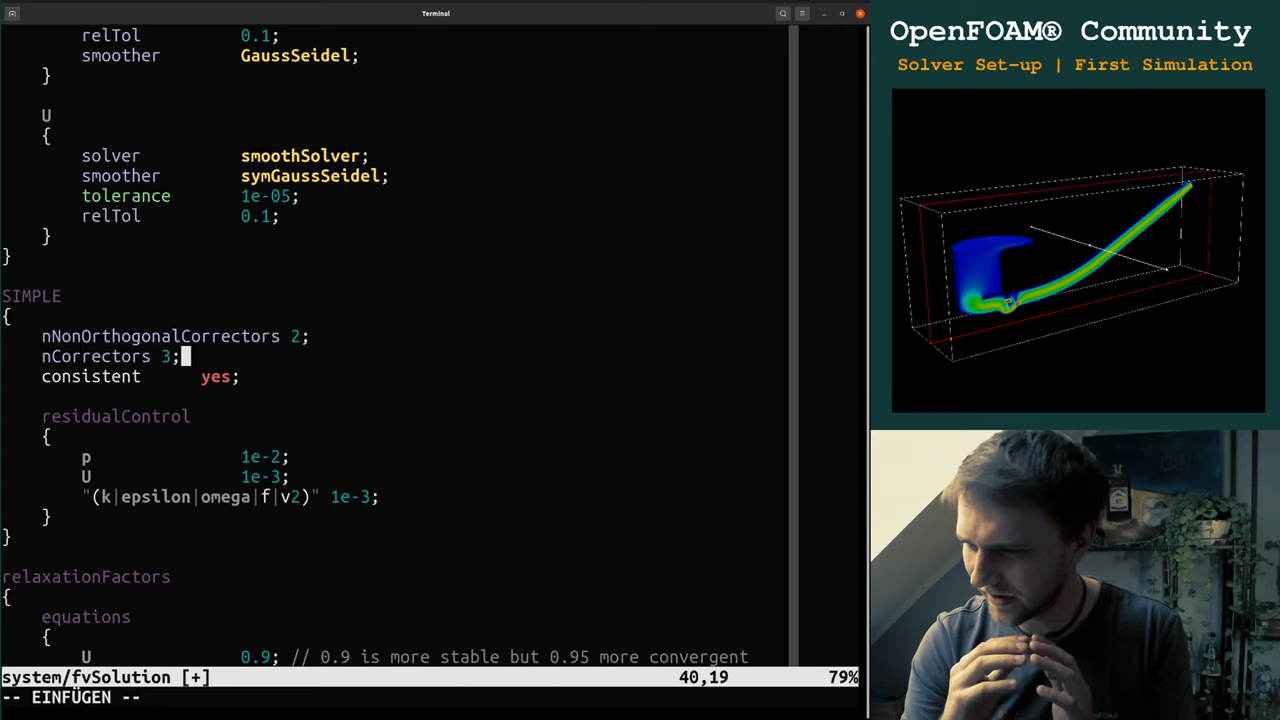 Terminal
relTol 0.1;
smoother GaussSeidel;
}
U
{
solver smoothSolver;
smoother symGaussSeidel;
tolerance 1e-05;
relTol 0.1;
}
}
SIMPLE
{
nNonOrthogonalCorrectors 2;
nCorrectors 3;
consistent yes;
residualControl
{
p 1e-2;
U 1e-3;
"(k|epsilon|omega|f|v2)" 1e-3;
}
}
relaxationFactors
{
equations
{
U 0.9; // 0.9 is more stable but 0.95 more convergent
system/fvSolution [+] 40,19 79%
-- EINFÜGEN --
OpenFOAM® Community
Solver Set-up | First Simulation